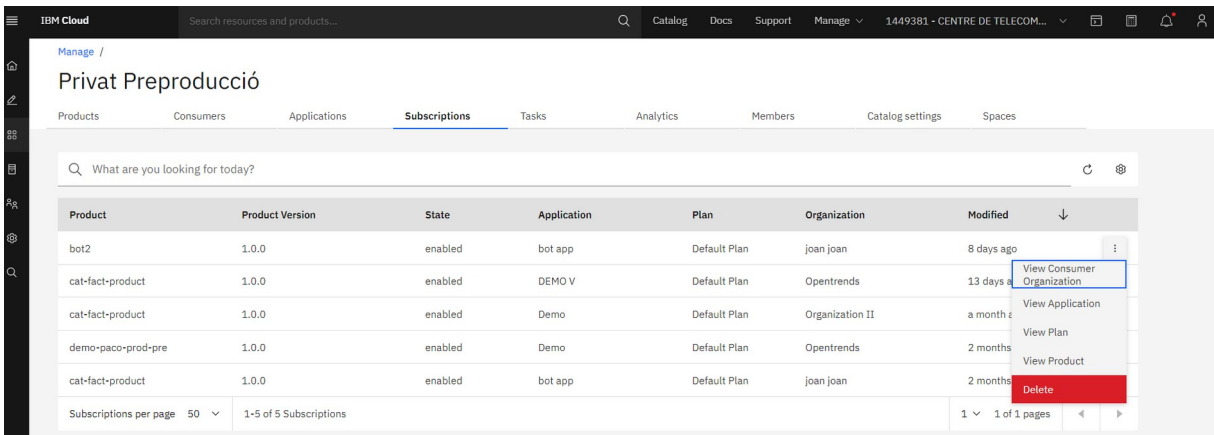 IBM Cloud Search resources and products... Catalog Docs Support Manage 1449381 - CENTRE DE TELECOM...
Manage /
Privat Preproducció
Products Consumers Applications Subscriptions Tasks Analytics Members Catalog settings Spaces
What are you looking for today?
Product Product Version State Application Plan Organization Modified
bot2 1.0.0 enabled bot app Default Plan joan joan 8 days ago
cat-fact-product 1.0.0 enabled DEMO V Default Plan Opentrends 13 days a
cat-fact-product 1.0.0 enabled Demo Default Plan Organization II a month a
demo-paco-prod-pre 1.0.0 enabled Demo Default Plan Opentrends 2 months
cat-fact-product 1.0.0 enabled bot app Default Plan joan joan 2 months
View Consumer
Organization
View Application
View Plan
View Product
Delete
Subscriptions per page 50 1-5 of 5 Subscriptions 1 1 of 1 pages